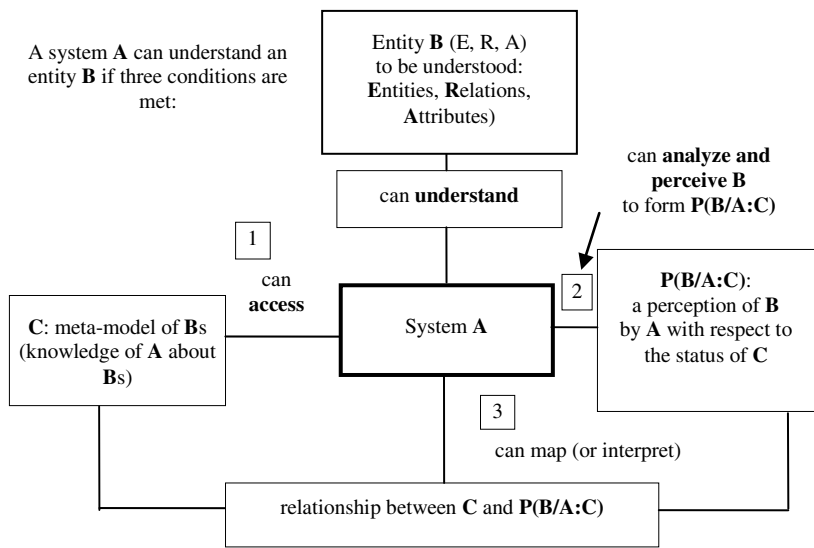 A system A can understand an
entity B if three conditions are
met:
Entity B (E, R, A)
to be understood:
Entities, Relations,
Attributes)
can analyze and
perceive B
to form P(B/A:C)
can understand
1
can
access
2
C: meta-model of Bs
(knowledge of A about
Bs)
System A
P(B/A:C):
a perception of B
by A with respect to
the status of C
3
can map (or interpret)
relationship between C and P(B/A:C)